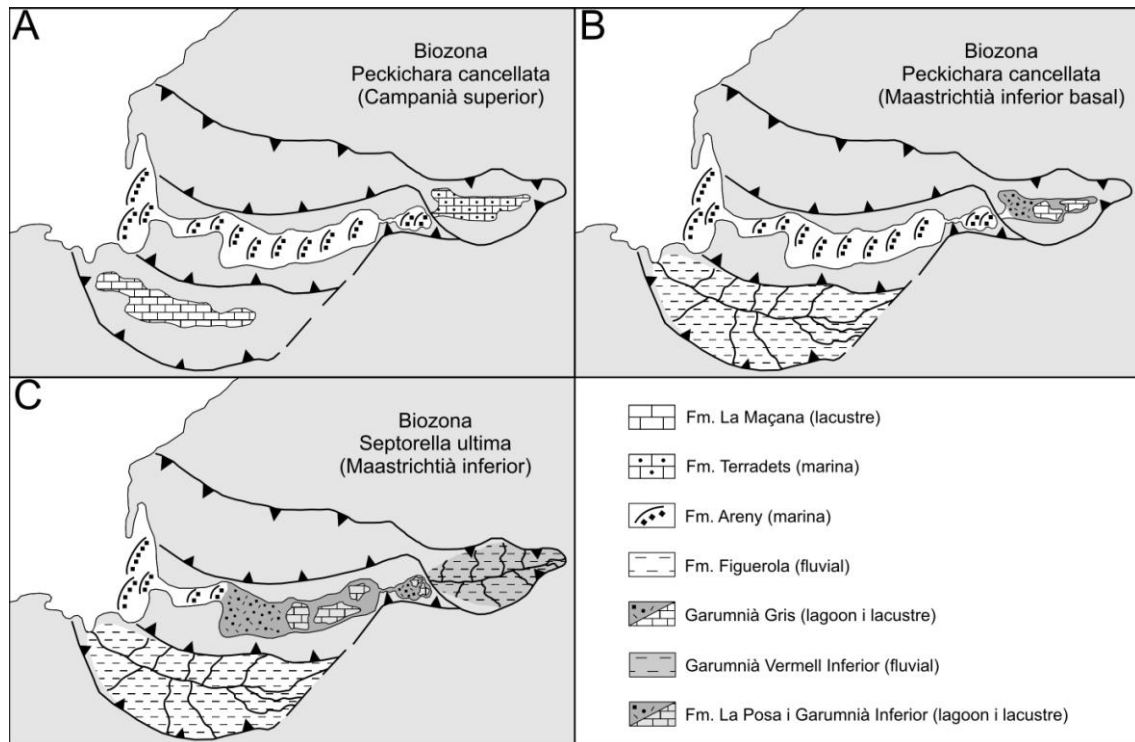 A
Biozona
Peckichara cancellata
(Campanià superior)
B
Biozona
Peckichara cancellata
(Maastrichtià inferior basal)
C
Biozona
Septorella ultima
(Maastrichtià inferior)
Fm. La Maçana (lacustre)
Fm. Terradets (marina)
Fm. Areny (marina)
Fm. Figuerola (fluvial)
Garumnià Gris (lagoon i lacustre)
Garumnià Vermell Inferior (fluvial)
Fm. La Posa i Garumnià Inferior (lagoon i lacustre)